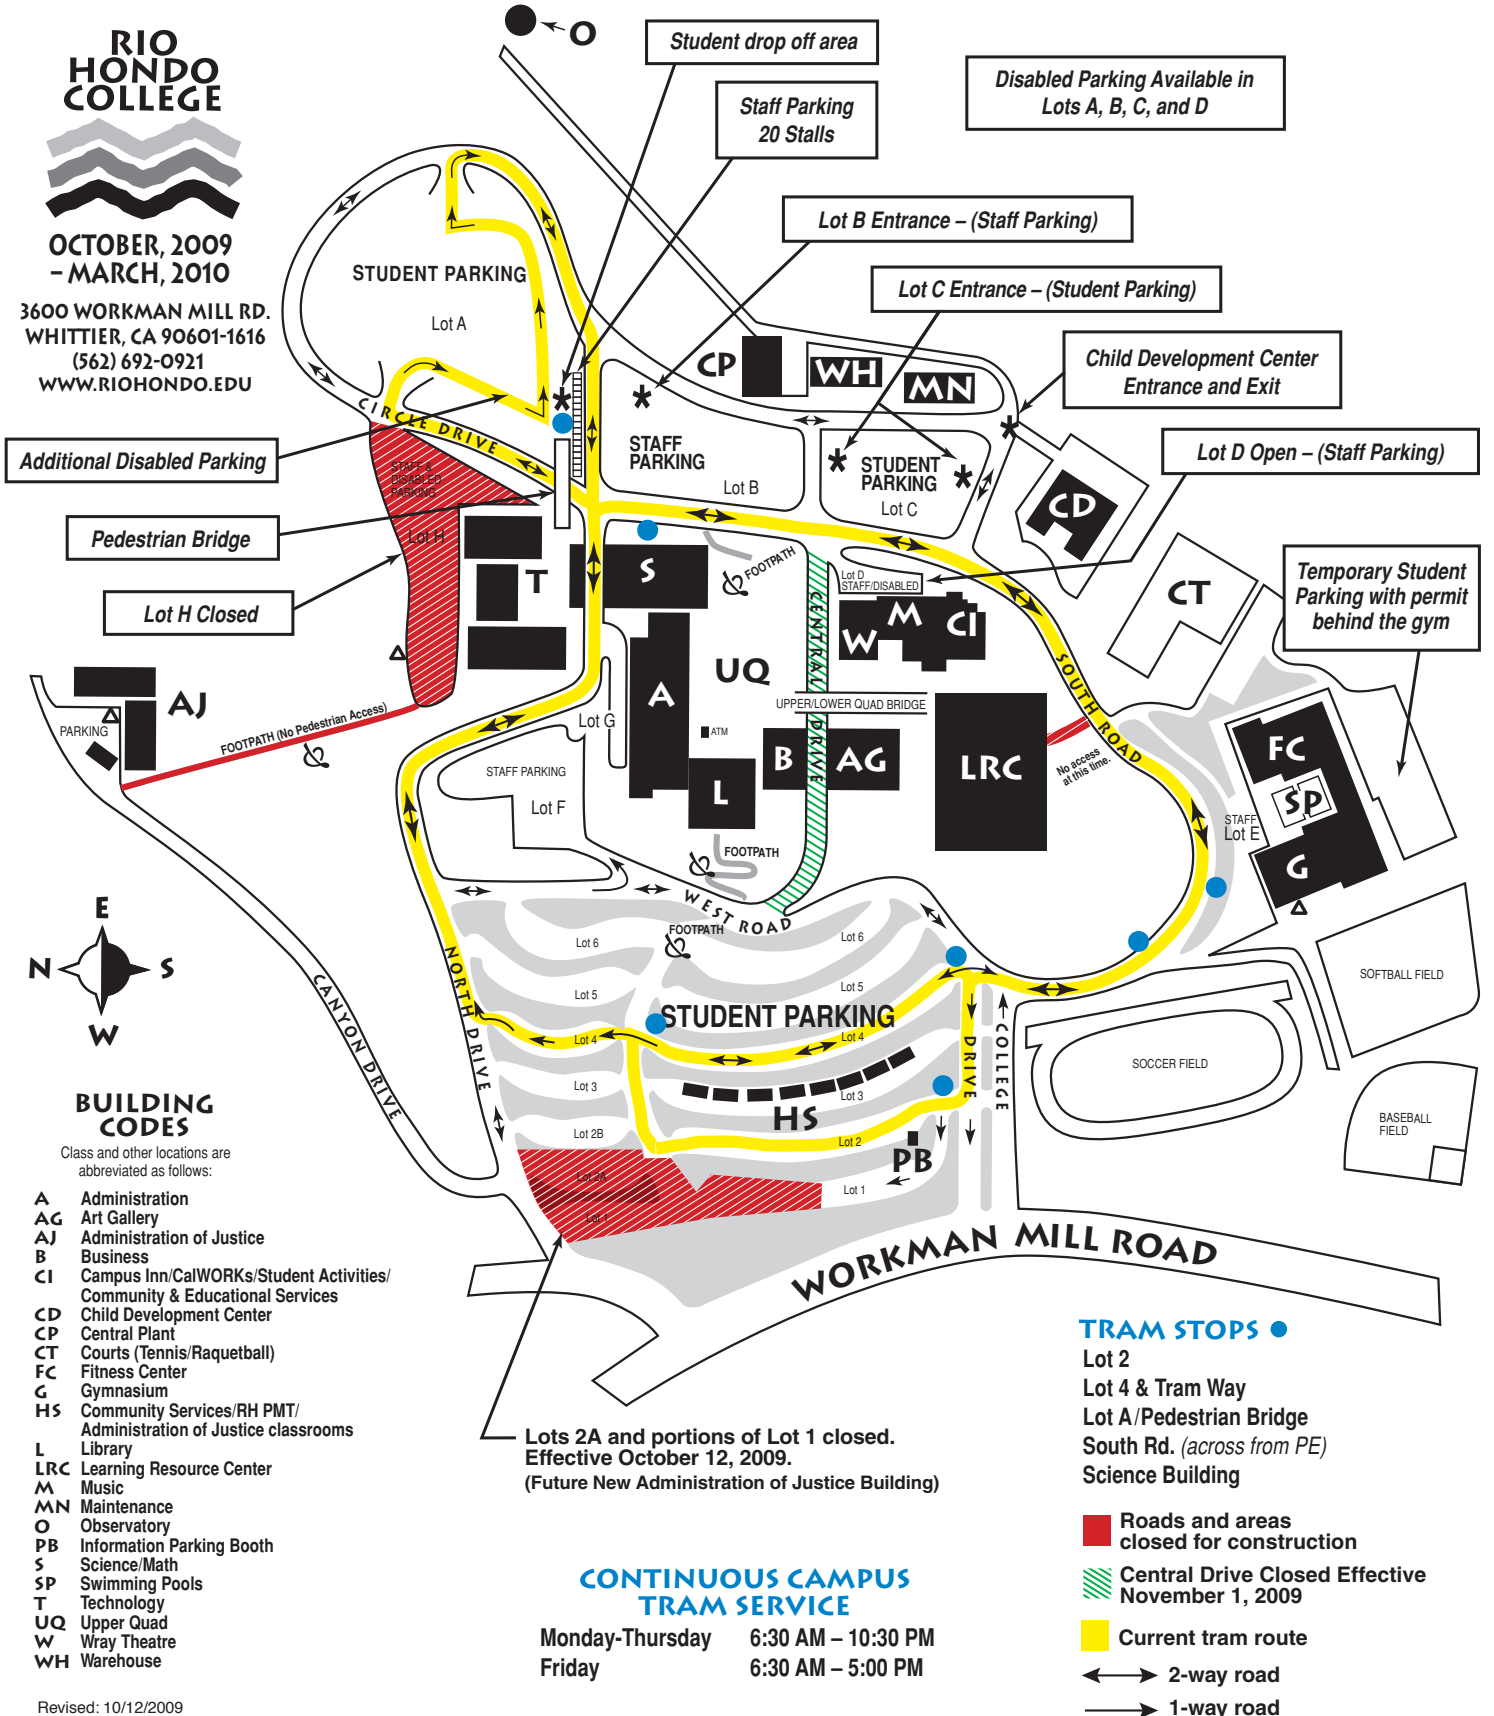 RIO
HONDO
COLLEGE
OCTOBER, 2009
– MARCH, 2010
3600 WORKMAN MILL RD.
WHITTIER, CA 90601-1616
(562) 692-0921
WWW.RIOHONDO.EDU
O
Student drop off area
Staff Parking
20 Stalls
Disabled Parking Available in
Lots A, B, C, and D
Lot B Entrance – (Staff Parking)
Lot C Entrance – (Student Parking)
Child Development Center
Entrance and Exit
Lot D Open – (Staff Parking)
Temporary Student
Parking with permit
behind the gym
Additional Disabled Parking
Pedestrian Bridge
Lot H Closed
STUDENT PARKING
Lot A
CIRCLE DRIVE
STAFF &
DISABLED
PARKING
Lot H
CP
WH
MN
STAFF
PARKING
Lot B
STUDENT
PARKING
Lot C
CD
CT
T
S
FOOTPATH
Lot D
STAFF/DISABLED
W
M
CI
CENTRAL DRIVE
UQ
A
UPPER/LOWER QUAD BRIDGE
ATM
B
AG
L
LRC
No access
at this time.
SOUTH ROAD
FC
SP
G
STAFF
Lot E
AJ
PARKING
FOOTPATH (No Pedestrian Access)
Lot G
STAFF PARKING
Lot F
FOOTPATH
WEST ROAD
FOOTPATH
Lot 6
Lot 6
Lot 5
Lot 5
STUDENT PARKING
Lot 4
Lot 4
Lot 3
Lot 3
HS
Lot 2B
Lot 2
Lot 2A
PB
Lot 1
Lot 1
NORTH DRIVE
CANYON DRIVE
COLLEGE
DRIVE
SOFTBALL FIELD
SOCCER FIELD
BASEBALL
FIELD
WORKMAN MILL ROAD
E
N
S
W
BUILDING
CODES
Class and other locations are
abbreviated as follows:
A Administration
AG Art Gallery
AJ Administration of Justice
B Business
CI Campus Inn/CalWORKs/Student Activities/
Community & Educational Services
CD Child Development Center
CP Central Plant
CT Courts (Tennis/Raquetball)
FC Fitness Center
G Gymnasium
HS Community Services/RH PMT/
Administration of Justice classrooms
L Library
LRC Learning Resource Center
M Music
MN Maintenance
O Observatory
PB Information Parking Booth
S Science/Math
SP Swimming Pools
T Technology
UQ Upper Quad
W Wray Theatre
WH Warehouse
Revised: 10/12/2009
Lots 2A and portions of Lot 1 closed.
Effective October 12, 2009.
(Future New Administration of Justice Building)
CONTINUOUS CAMPUS
TRAM SERVICE
Monday-Thursday 6:30 AM – 10:30 PM
Friday 6:30 AM – 5:00 PM
TRAM STOPS
Lot 2
Lot 4 & Tram Way
Lot A/Pedestrian Bridge
South Rd. (across from PE)
Science Building
Roads and areas
closed for construction
Central Drive Closed Effective
November 1, 2009
Current tram route
2-way road
1-way road